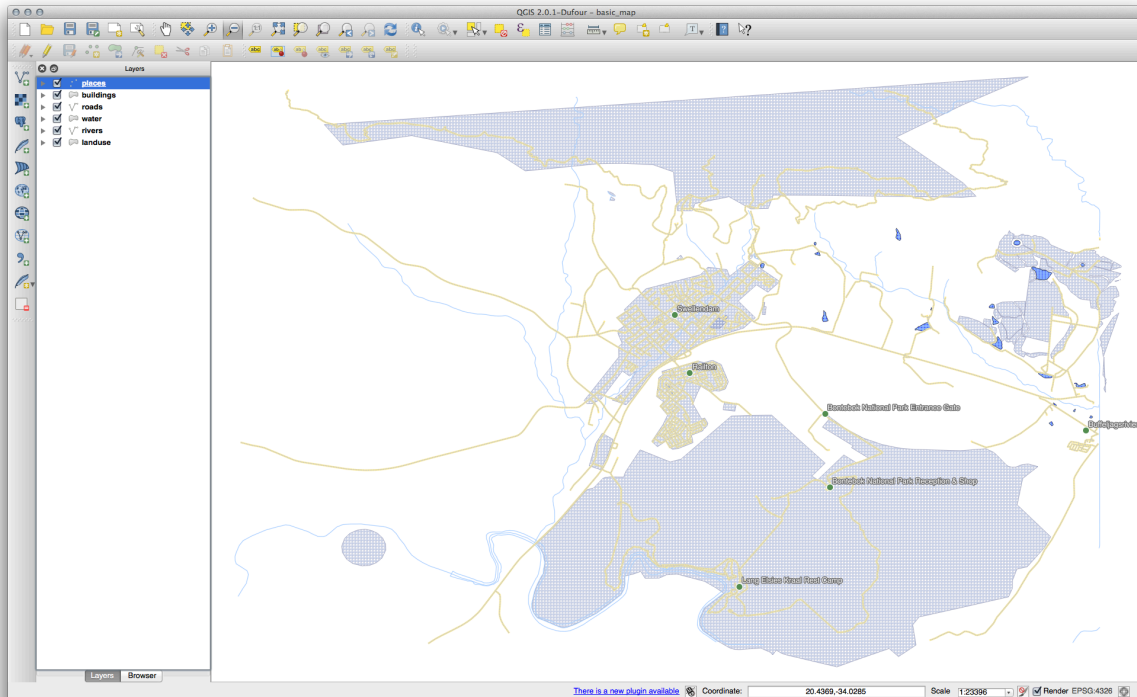 QGIS 2.0.1-Dufour - basic_map
Layers
places
buildings
roads
water
rivers
landuse
Swellendam
Railton
Bontebok National Park Entrance Gate
Buffeljagsrivier
Bontebok National Park Reception & Shop
Lang Elsies Kraal Rest Camp
Layers
Browser
There is a new plugin available
Coordinate:
20.4369,-34.0285
Scale
1:23396
Render
EPSG:4326